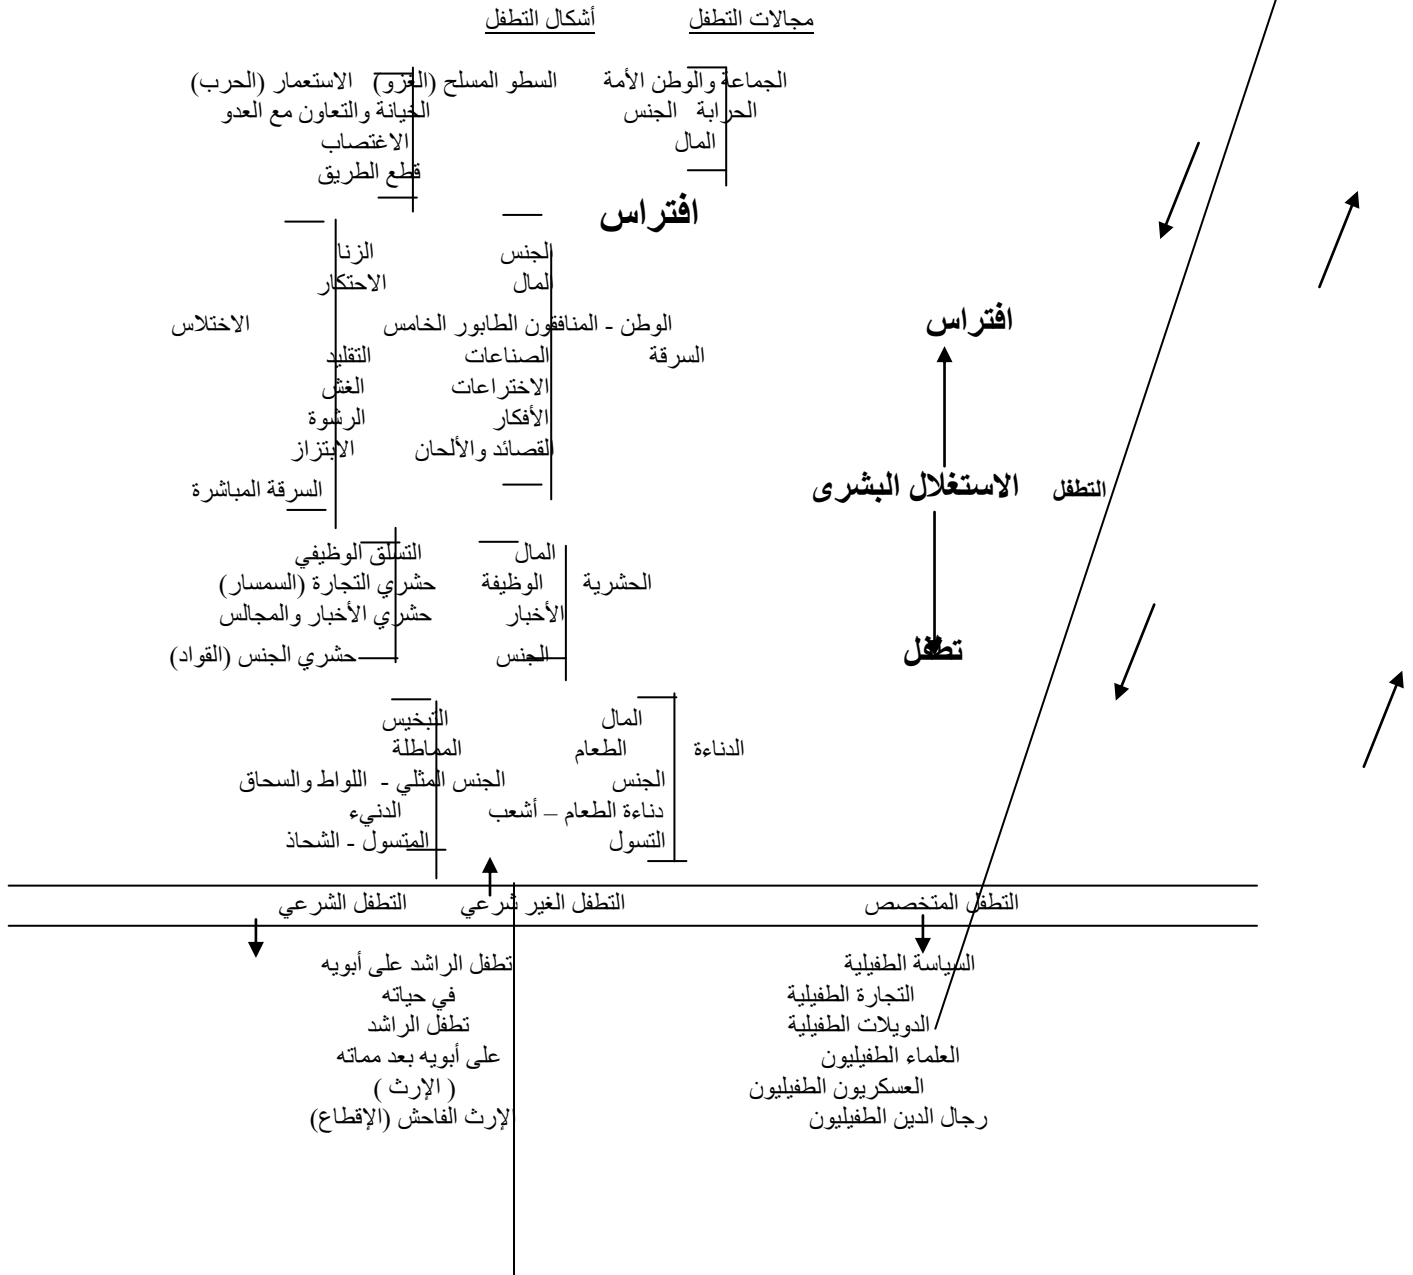 مجالات التطفل أشكال التطفل
الجماعة والوطن الأمة السطو المسلح (الغزو) الاستعمار (الحرب)
الحرابة الجنس الخيانة والتعاون مع العدو
المال الاغتصاب
قطع الطريق
افتراس
الجنس الزنا
المال الاحتكار
افتراس
الوطن - المنافقون الطابور الخامس الاختلاس
السرقة الصناعات التقليد
الاختراعات الغش
الأفكار الرشوة
القصائد والألحان الابتزاز
التطفل الاستغلال البشرى السرقة المباشرة
المال التسلق الوظيفي
الحشرية الوظيفة حشري التجارة (السمسار)
الأخبار حشري الأخبار والمجالس
تطفل الجنس حشري الجنس (القواد)
المال التبخيس
الدناءة الطعام المماطلة
الجنس الجنس المثلي - اللواط والسحاق
دناءة الطعام – أشعب الدنيء
التسول المتسول - الشحاذ
التطفل المتخصص التطفل الغير شرعي التطفل الشرعي
السياسة الطفيلية تطفل الراشد على أبويه
التجارة الطفيلية في حياته
الدويلات الطفيلية تطفل الراشد
العلماء الطفيليون على أبويه بعد مماته
العسكريون الطفيليون ( الإرث )
رجال الدين الطفيليون الإرث الفاحش (الإقطاع)